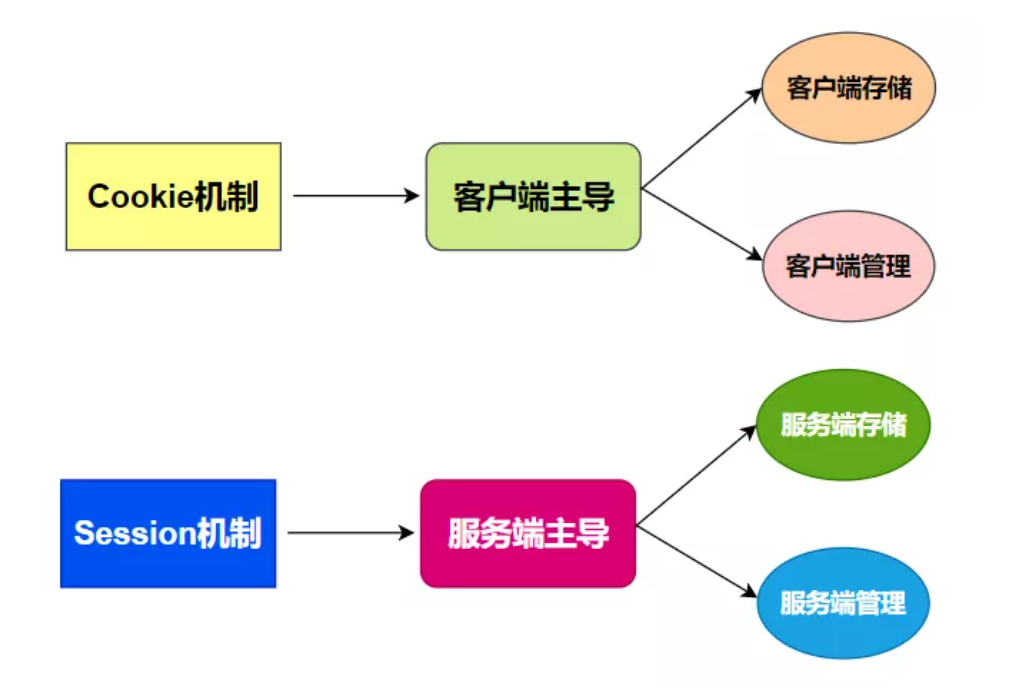 客户端存储
Cookie机制
客户端主导
客户端管理
服务端存储
Session机制
服务端主导
服务端管理